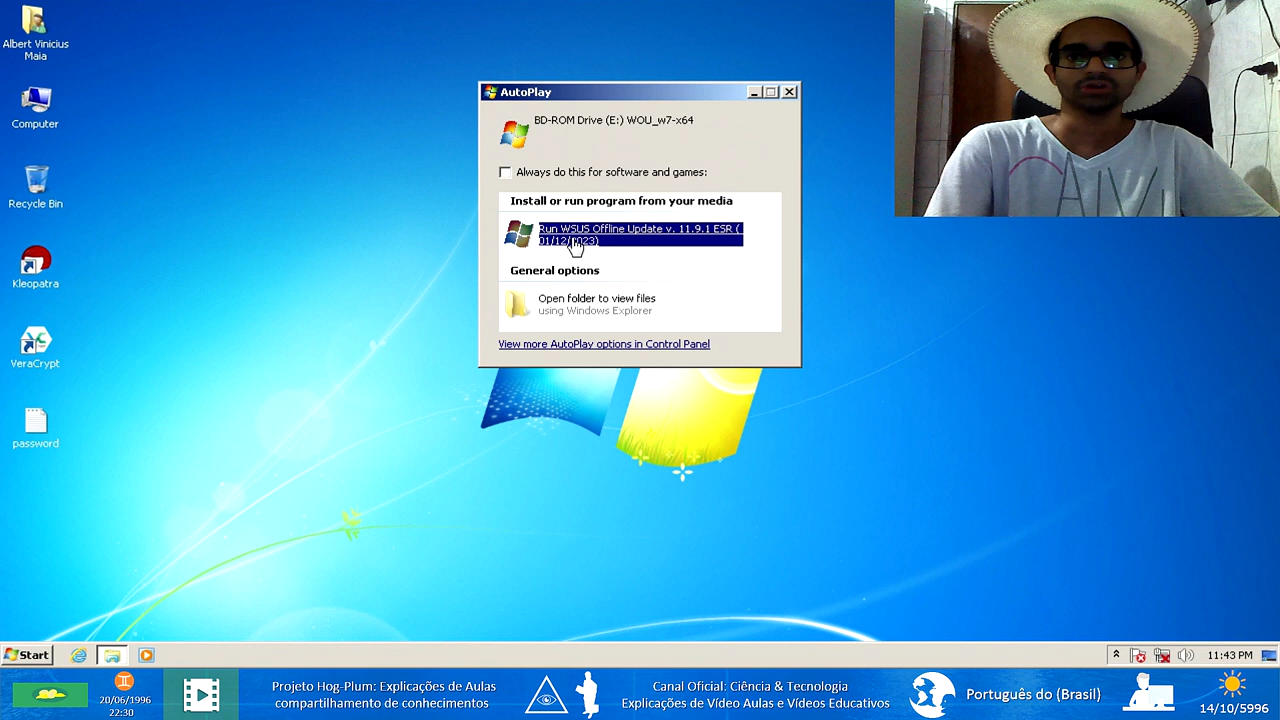 Albert Vinicius
Maia
Computer
Recycle Bin
Kleopatra
VeraCrypt
password
AutoPlay
BD-ROM Drive (E:) WOU_w7-x64
Always do this for software and games:
Install or run program from your media
Run WSUS Offline Update v. 11.9.1 ESR (
01/12/2023)
General options
Open folder to view files
using Windows Explorer
View more AutoPlay options in Control Panel
Start
11:43 PM
20/06/1996
22:30
Projeto Hog-Plum: Explicações de Aulas
compartilhamento de conhecimentos
Canal Oficial: Ciência & Tecnologia
Explicações de Vídeo Aulas e Vídeos Educativos
Português do (Brasil)
14/10/5996